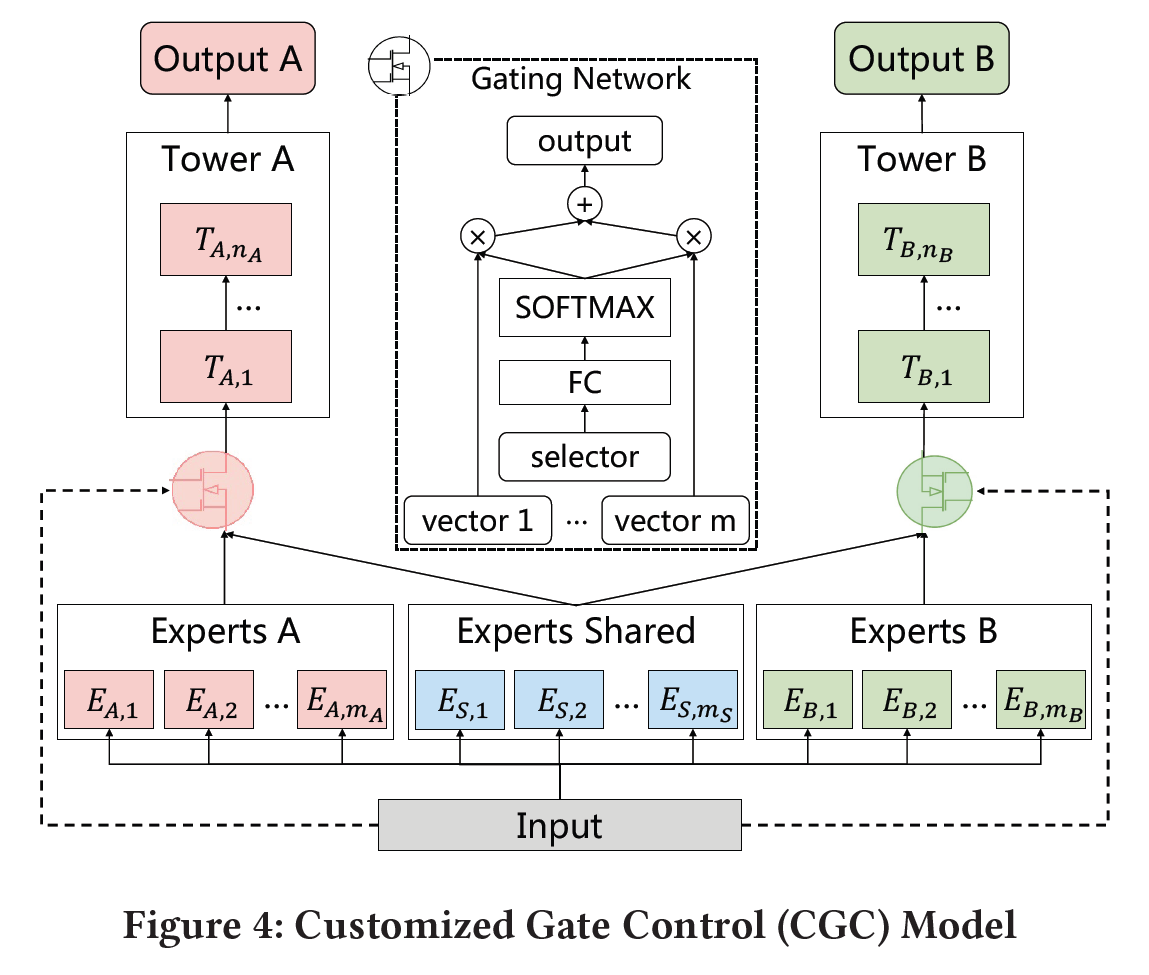 Output A
Output B
Gating Network
output
+
×
×
SOFTMAX
FC
selector
vector 1 ... vector m
Tower A
T_{A,n_A}
...
T_{A,1}
Tower B
T_{B,n_B}
...
T_{B,1}
Experts A
E_{A,1} E_{A,2} ... E_{A,m_A}
Experts Shared
E_{S,1} E_{S,2} ... E_{S,m_S}
Experts B
E_{B,1} E_{B,2} ... E_{B,m_B}
Input
Figure 4: Customized Gate Control (CGC) Model